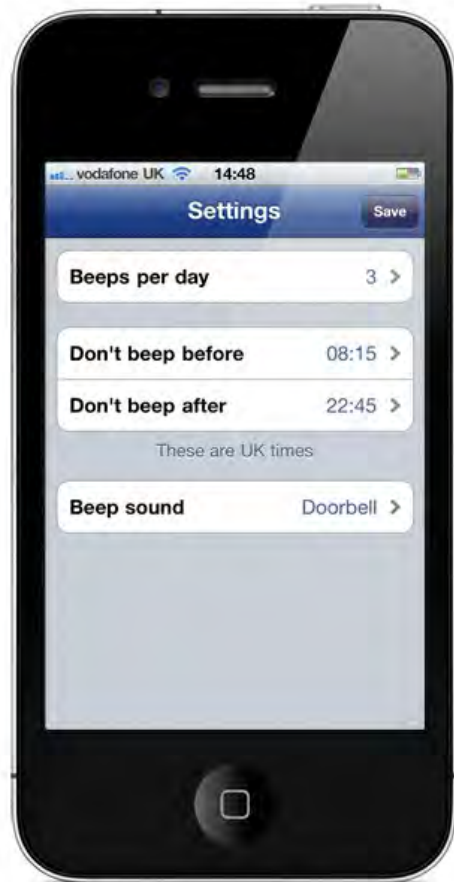 vodafone UK 14:48
Settings Save
Beeps per day 3
Don't beep before 08:15
Don't beep after 22:45
These are UK times
Beep sound Doorbell